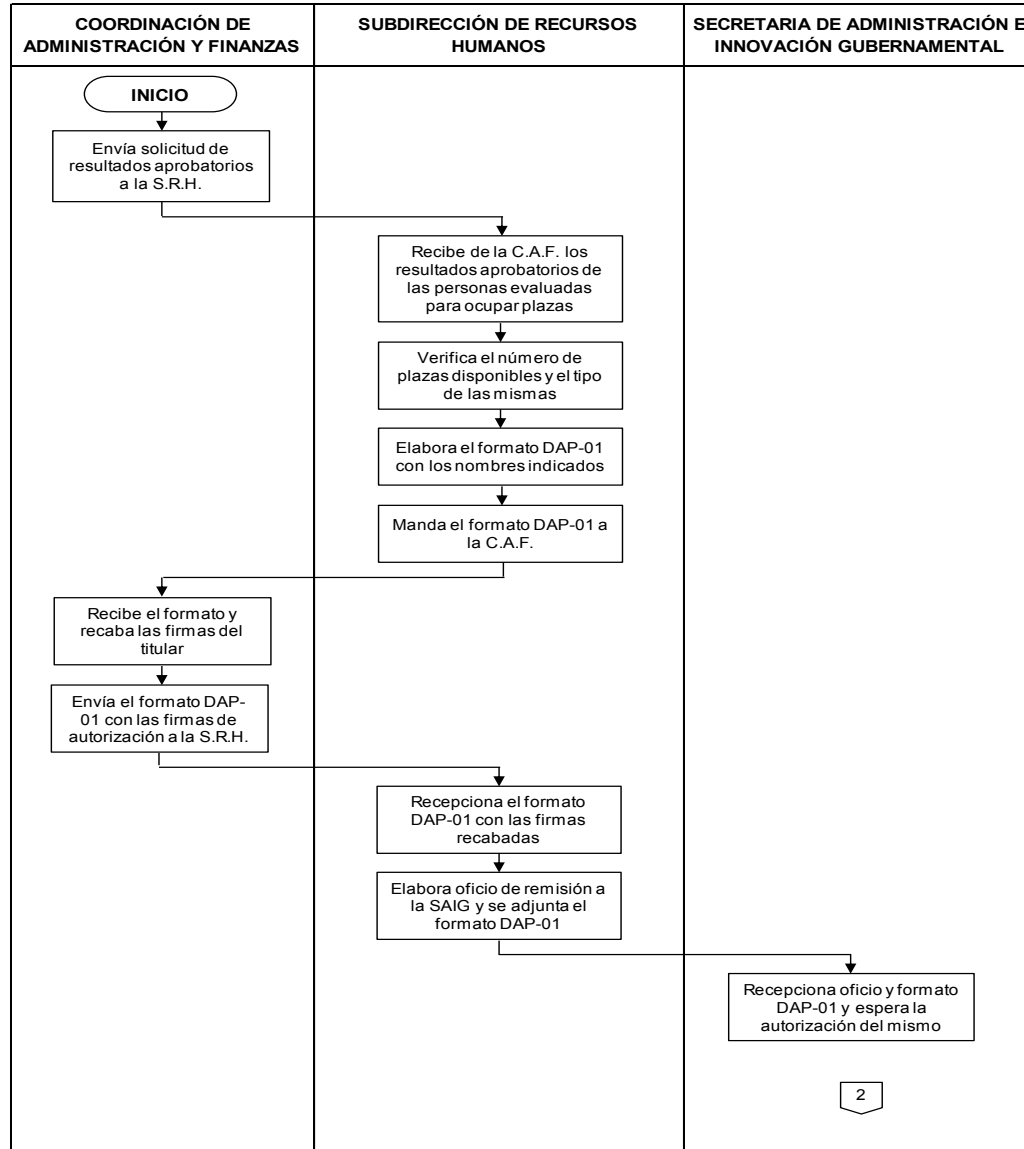 COORDINACIÓN DE
ADMINISTRACIÓN Y FINANZAS
SUBDIRECCIÓN DE RECURSOS
HUMANOS
SECRETARIA DE ADMINISTRACIÓN E
INNOVACIÓN GUBERNAMENTAL
INICIO
Envía solicitud de
resultados aprobatorios
a la S.R.H.
Recibe de la C.A.F. los
resultados aprobatorios de
las personas evaluadas
para ocupar plazas
Verifica el número de
plazas disponibles y el tipo
de las mismas
Elabora el formato DAP-01
con los nombres indicados
Manda el formato DAP-01 a
la C.A.F.
Recibe el formato y
recaba las firmas del
titular
Envía el formato DAP-
01 con las firmas de
autorización a la S.R.H.
Recepciona el formato
DAP-01 con las firmas
recabadas
Elabora oficio de remisión a
la SAIG y se adjunta el
formato DAP-01
Recepciona oficio y formato
DAP-01 y espera la
autorización del mismo
2